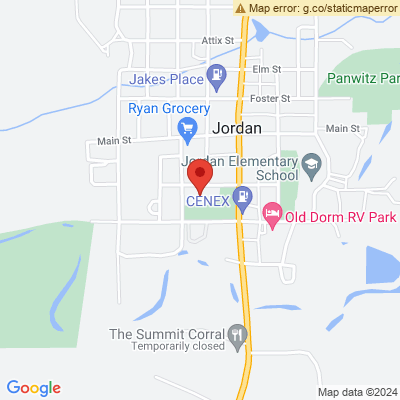 Map error: g.co/staticmaperror
Attix St
Elm St
Jakes Place
Panwitz Par
Foster St
Ryan Grocery
Main St
Jordan
Main St
Jordan Elementary
School
CENEX
Old Dorm RV Park
The Summit Corral
Temporarily closed
Google
Map data ©2024